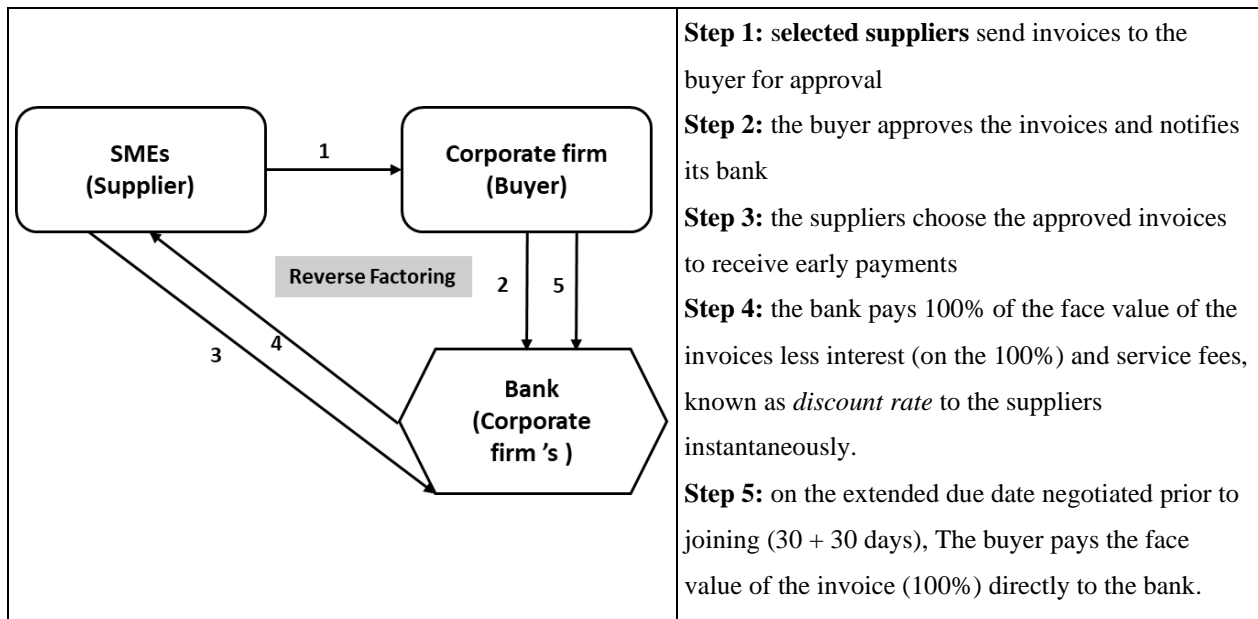 SMEs
(Supplier)
1
Corporate firm
(Buyer)
Reverse Factoring
2
5
3
4
Bank
(Corporate
firm 's )
Step 1: selected suppliers send invoices to the
buyer for approval
Step 2: the buyer approves the invoices and notifies
its bank
Step 3: the suppliers choose the approved invoices
to receive early payments
Step 4: the bank pays 100% of the face value of the
invoices less interest (on the 100%) and service fees,
known as discount rate to the suppliers
instantaneously.
Step 5: on the extended due date negotiated prior to
joining (30 + 30 days), The buyer pays the face
value of the invoice (100%) directly to the bank.